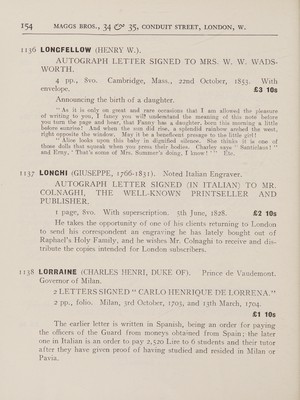 154 MAGGS BROS., 34 & 35, CONDUIT STREET, LONDON, W.
1136 LONGFELLOW (HENRY W.).
AUTOGRAPH LETTER SIGNED TO MRS. W. W. WADS-
WORTH.
4 pp., 8vo. Cambridge, Mass., 22nd October, 1853. With
envelope. £3 10s
Announcing the birth of a daughter.
"As it is only on great and rare occasions that I am allowed the pleasure
of writing to you, I fancy you will understand the meaning of this note before
you turn the page and hear, that Fanny has a daughter, born this morning a little
before sunrise! And when the sun did rise, a splendid rainbow arched the west,
right opposite the window. May it be a beneficent presage to the little girl!
"Alice looks upon this baby in dignified silence. She thinks it is one of
those dolls that squeak when you press their bodies. Charles says
and Erny, 'That's some of Mrs. Sommer's doing, I know!'" Etc.
1137 LONGHI (GIUSEPPE, 1766-1831). Noted Italian Engraver.
AUTOGRAPH LETTER SIGNED (IN ITALIAN) TO MR.
COLNAGHI, THE WELL-KNOWN PRINTSELLER AND
PUBLISHER.
1 page, 8vo. With superscription. 5th June, 1828. £2 10s
He takes the opportunity of one of his clients returning to London
to send his correspondent an engraving he has lately bought out of
Raphael's Holy Family, and he wishes Mr. Colnaghi to receive and dis-
tribute the copies intended for London subscribers.
1138 LORRAINE (CHARLES HENRI, DUKE OF). Prince de Vaudemont.
Governor of Milan.
2 LETTERS SIGNED "CARLO HENRIQUE DE LORRENA."
2 pp., folio. Milan, 3rd October, 1703, and 13th March, 1704.
£1 10s
The earlier letter is written in Spanish, being an order for paying
the officers of the Guard from moneys obtained from Spain; the later
one in Italian is an order to pay 2,520 Lire to 6 students and their tutor
after they have given proof of having studied and resided in Milan or
Pavia.